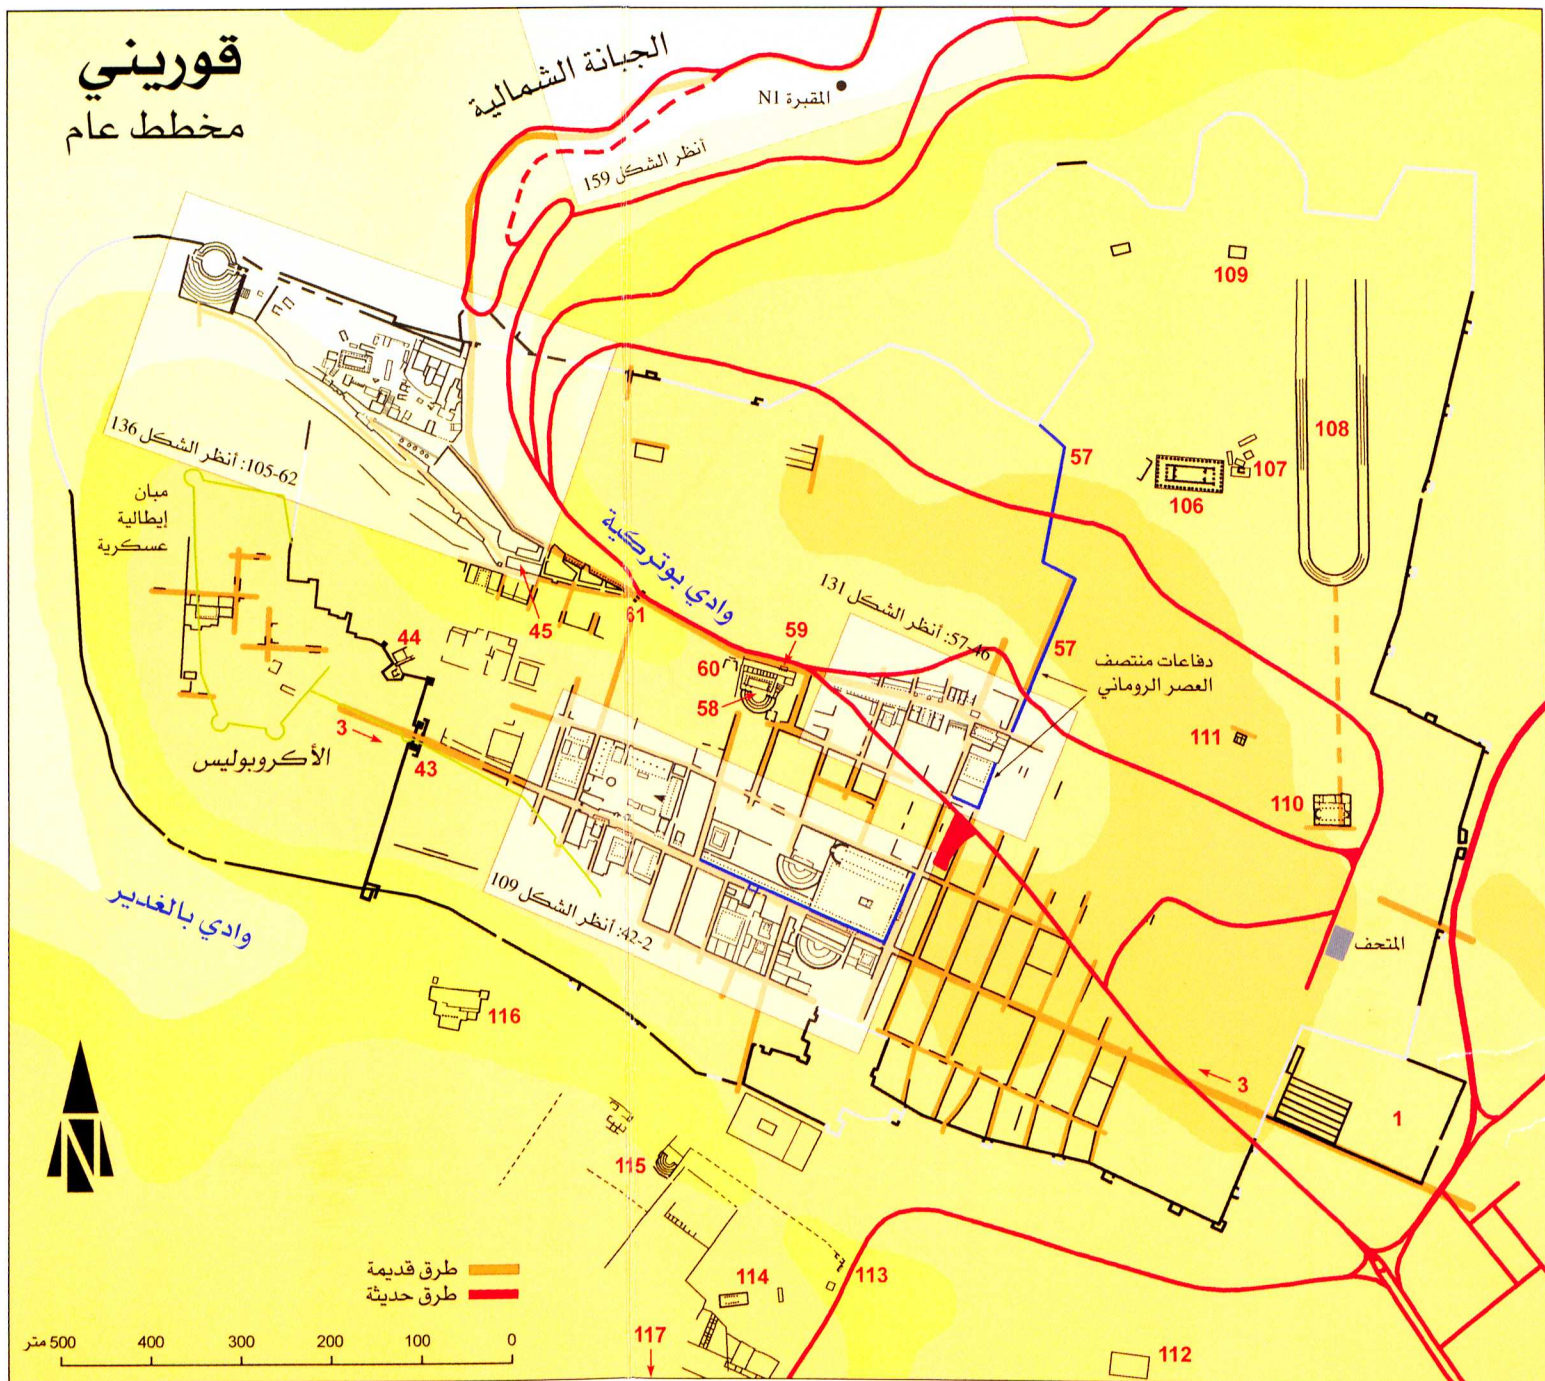 قوريني
مخطط عام
الجبانة الشمالية
المقبرة N1
أنظر الشكل 159
109
105-62: أنظر الشكل 136
108
57
107
106
مبان
إيطالية
عسكرية
وادي بوتركية
131 أنظر الشكل :57-46
45
61
59
44
60
58
57
دفاعات منتصف
العصر الروماني
3
43
الأكروبوليس
111
110
42-2: أنظر الشكل 109
وادي بالغدير
المتحف
116
3
1
N
115
114
113
117
112
طرق قديمة
طرق حديثة
متر 500 400 300 200 100 0